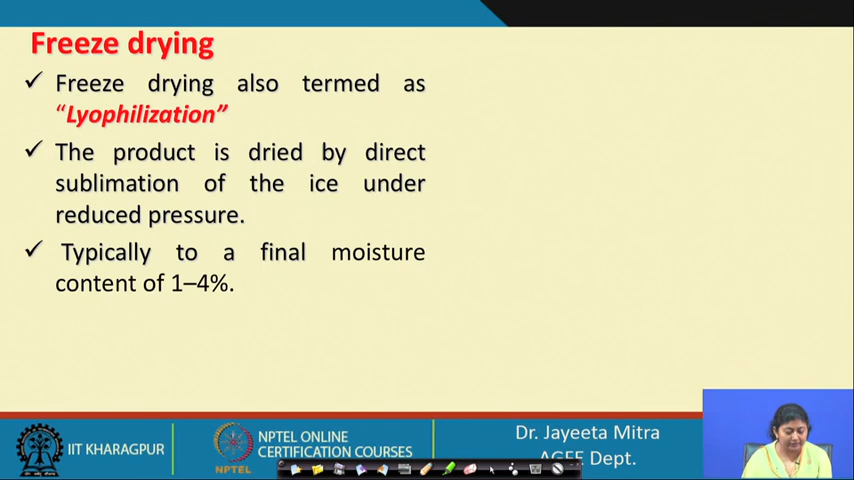 Freeze drying
✓ Freeze drying also termed as
“Lyophilization”
✓ The product is dried by direct
sublimation of the ice under
reduced pressure.
✓ Typically to a final moisture
content of 1–4%.
IIT KHARAGPUR
NPTEL
NPTEL ONLINE
CERTIFICATION COURSES
Dr. Jayeeta Mitra
AGFE Dept.